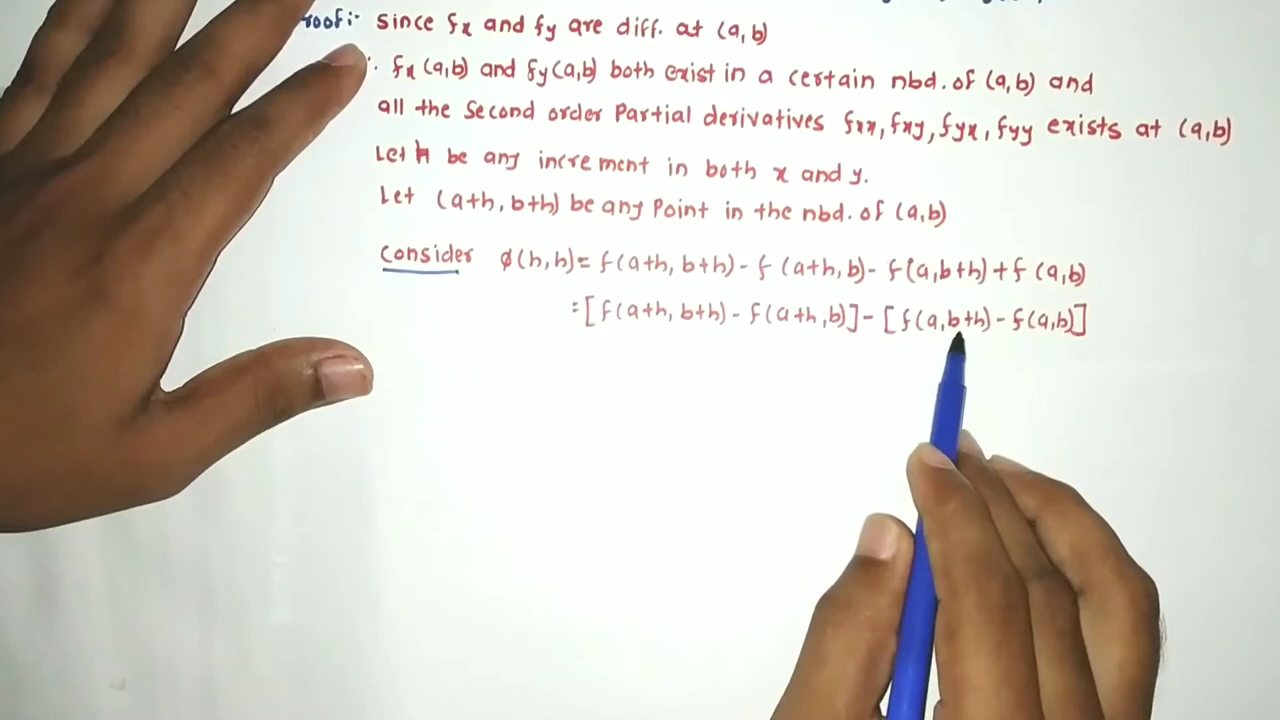 roof:- since fx and fy are diff. at (a,b)
∴ fx(a,b) and fy(a,b) both exist in a certain nbd. of (a,b) and
all the second order Partial derivatives fxx, fxy, fyx, fyy exists at (a,b)
Let h be any increment in both x and y.
Let (a+h, b+h) be any Point in the nbd. of (a,b)
Consider φ(h,h)= f(a+h, b+h) - f (a+h, b) - f(a, b+h) + f (a,b)
=[f(a+h, b+h) - f(a+h,b)] - [f(a,b+h) - f(a,b)]